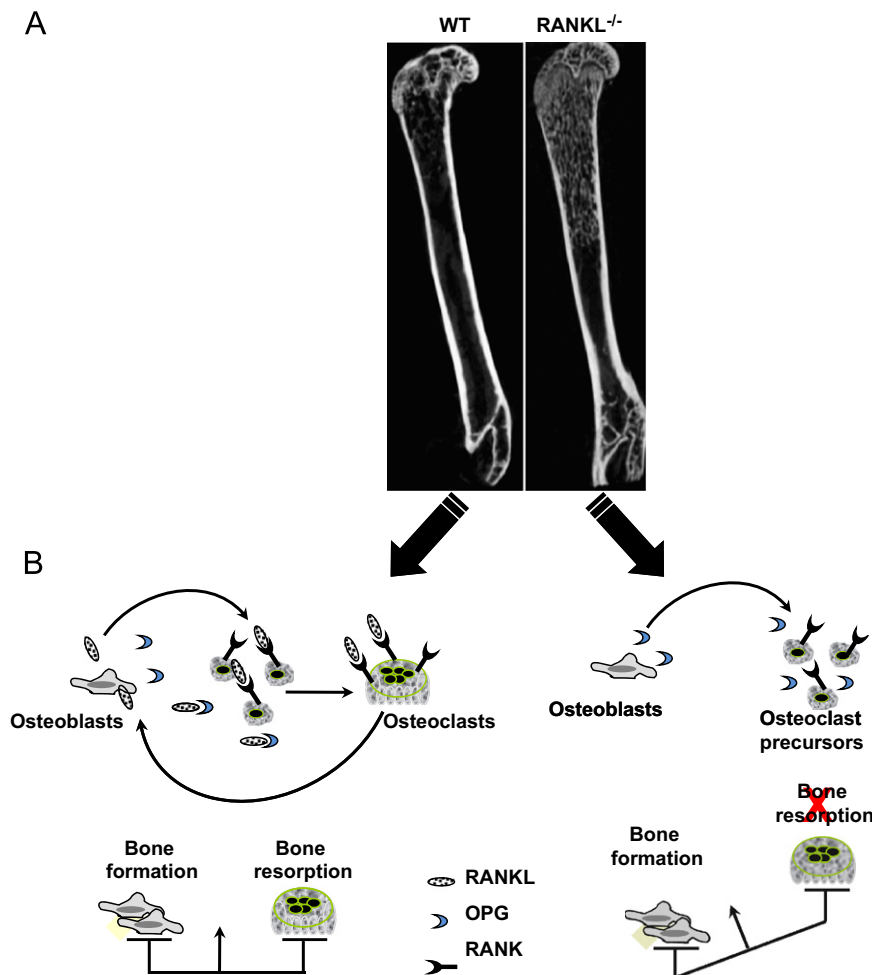 A
WT
RANKL-/-
B
Osteoblasts
Osteoclasts
Osteoblasts
Osteoclast
precursors
Bone
formation
Bone
resorption
RANKL
OPG
RANK
Bone
formation
Bone
resorption